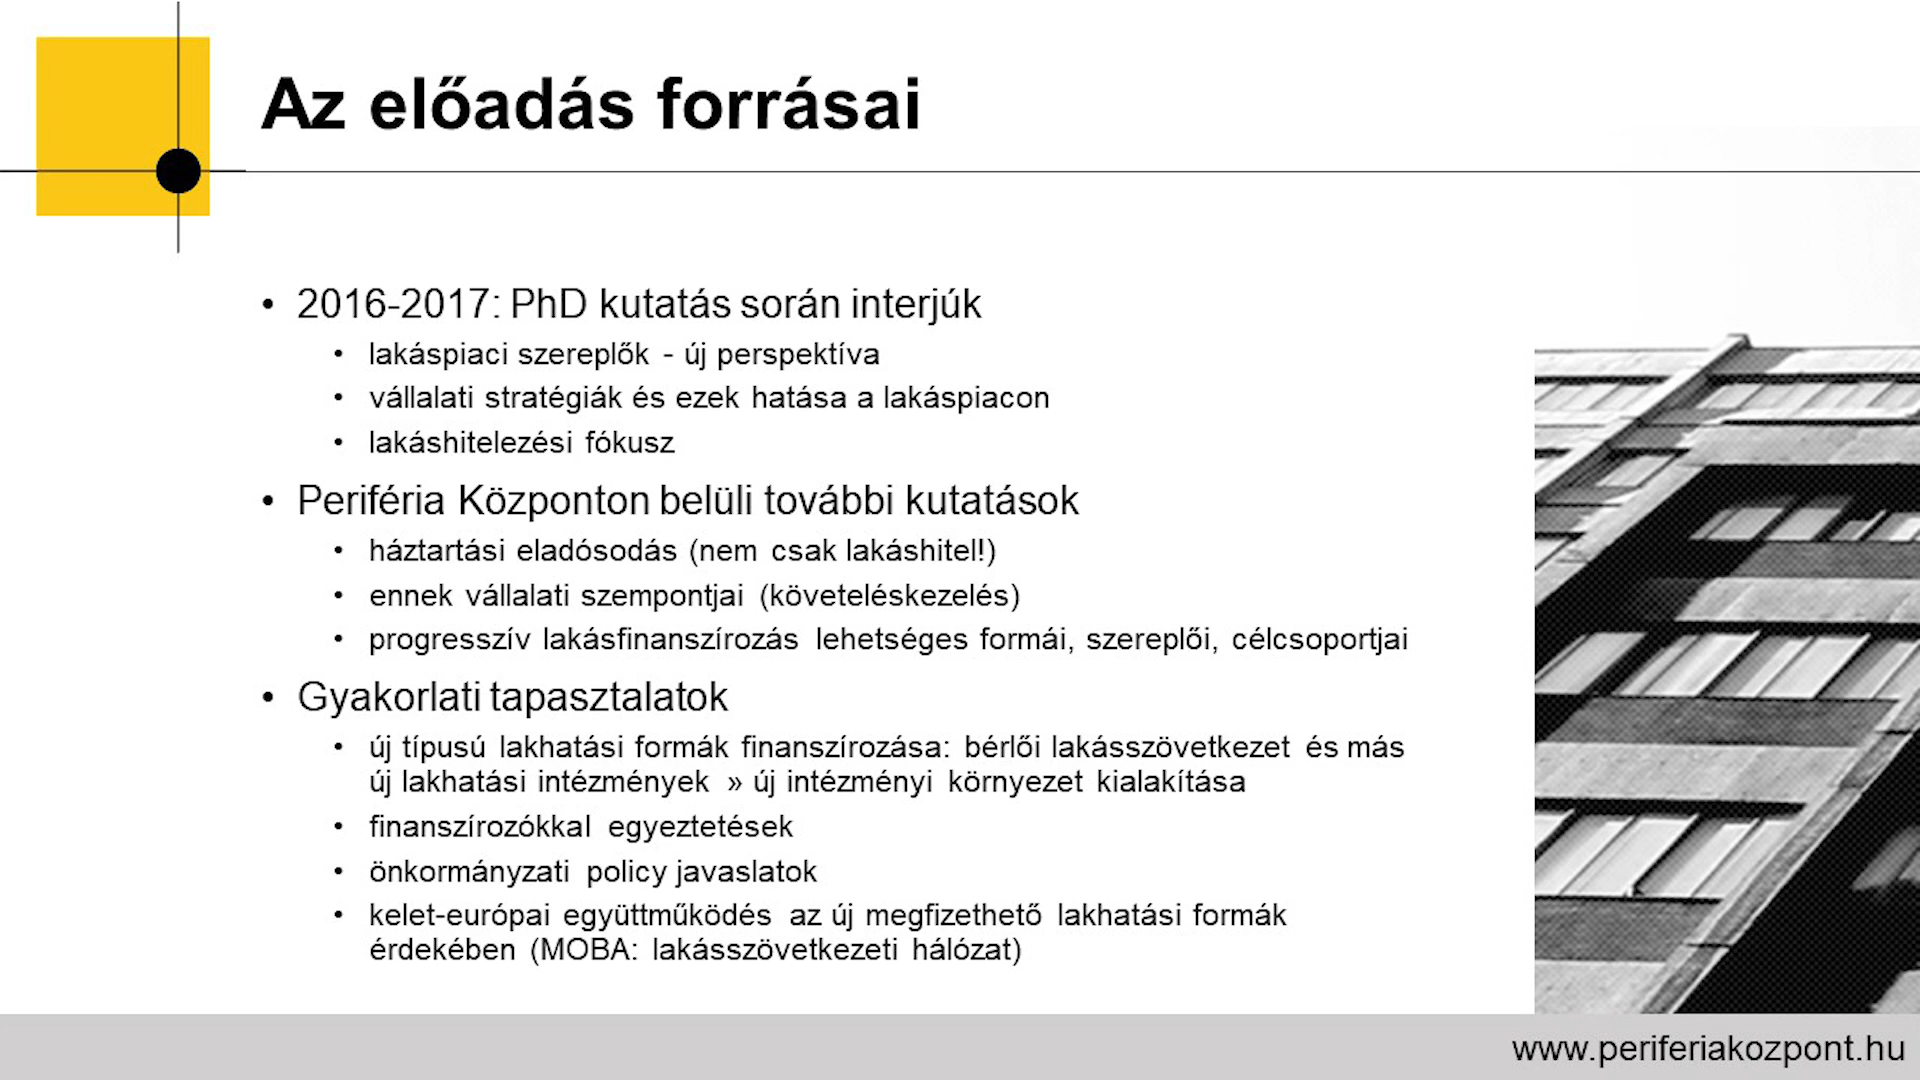 Az előadás forrásai
• 2016-2017: PhD kutatás során interjúk
• lakáspiaci szereplők - új perspektíva
• vállalati stratégiák és ezek hatása a lakáspiacon
• lakáshitelezési fókusz
• Periféria Központon belüli további kutatások
• háztartási eladósodás (nem csak lakáshitel!)
• ennek vállalati szempontjai (követeléskezelés)
• progresszív lakásfinanszírozás lehetséges formái, szereplői, célcsoportjai
• Gyakorlati tapasztalatok
• új típusú lakhatási formák finanszírozása: bérlői lakásszövetkezet és más
új lakhatási intézmények » új intézményi környezet kialakítása
• finanszírozókkal egyeztetések
• önkormányzati policy javaslatok
• kelet-európai együttműködés az új megfizethető lakhatási formák
érdekében (MOBA: lakásszövetkezeti hálózat)
www.periferiakozpont.hu